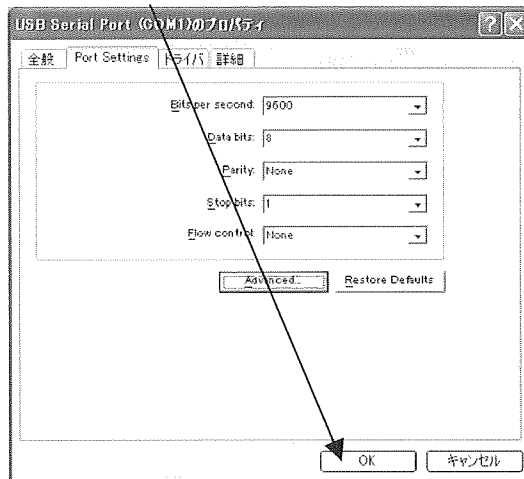 USB Serial Port (COM1)のプロパティ
全般 Port Settings ドライバ 詳細
Bits per second: 9600
Data bits: 8
Parity: None
Stop bits: 1
Flow control: None
Advanced... Restore Defaults
OK キャンセル